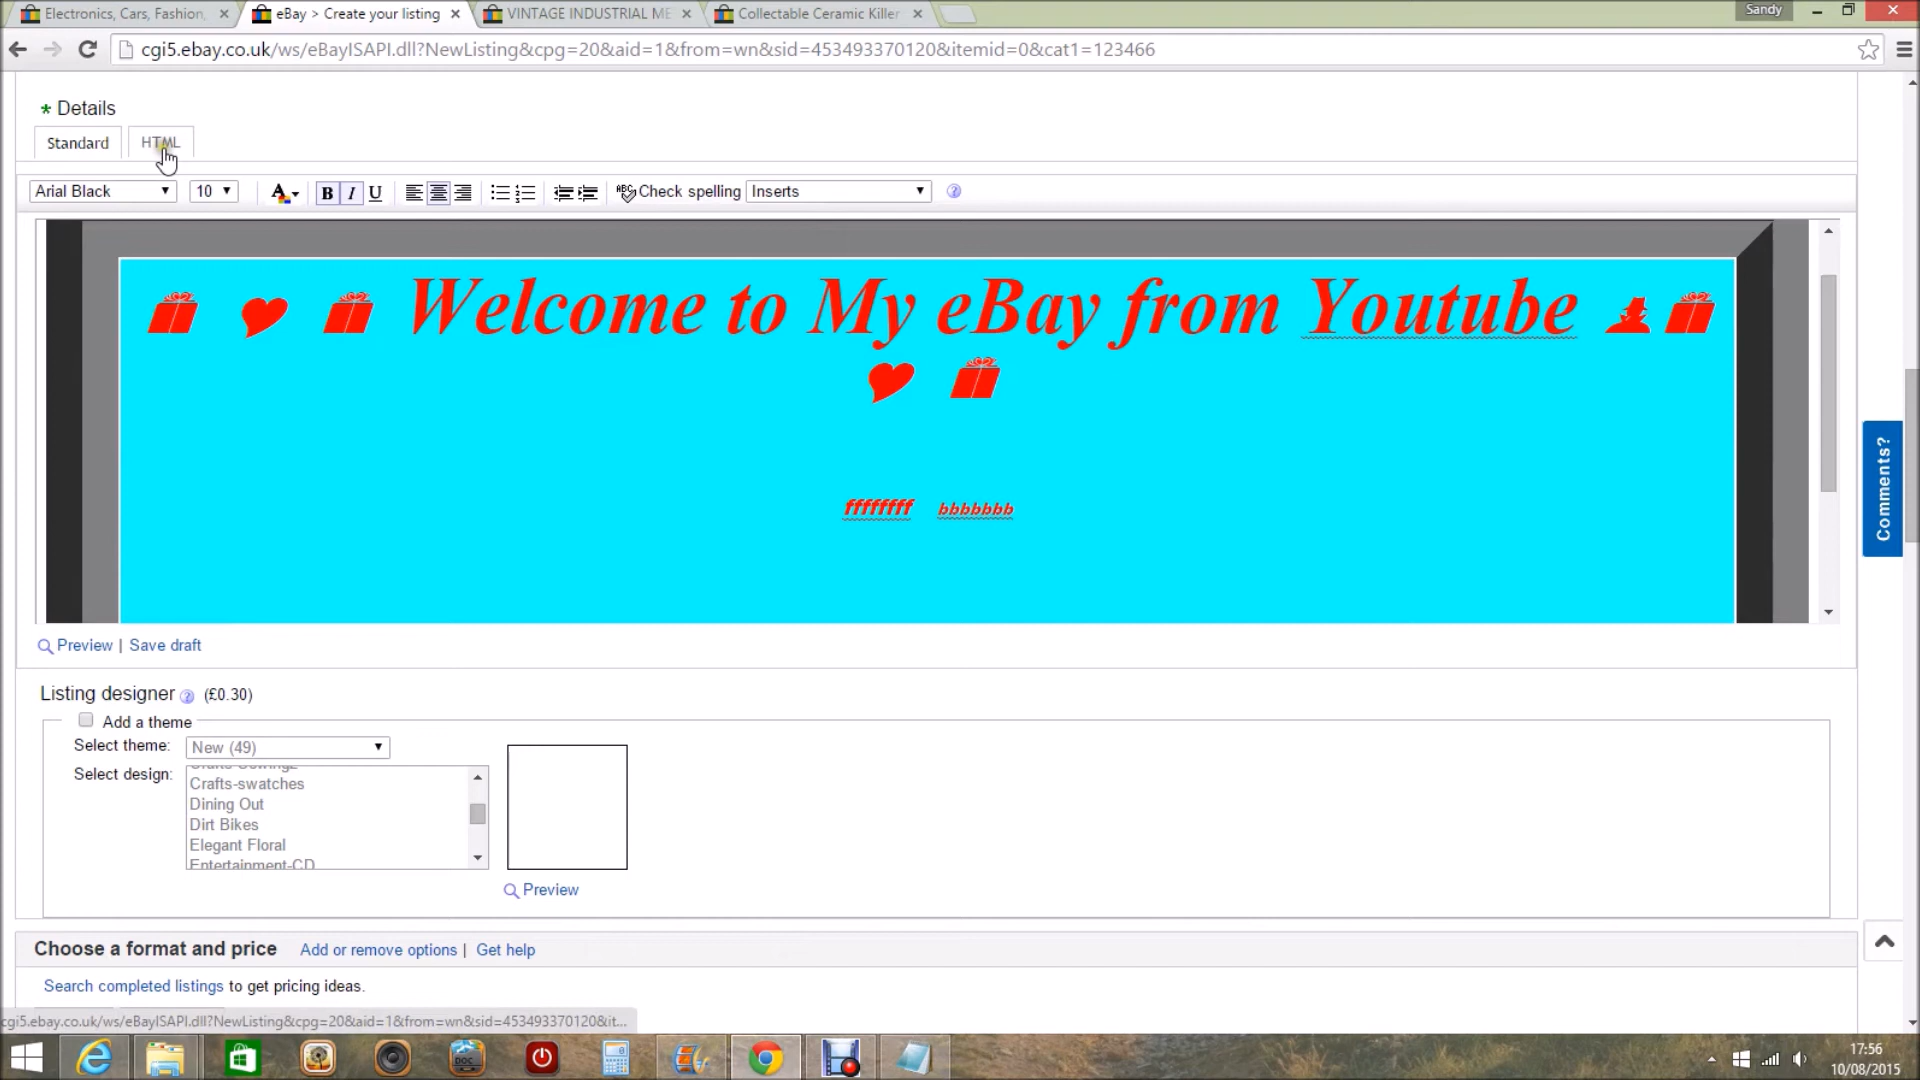 Electronics, Cars, Fashion,
eBay > Create your listing
VINTAGE INDUSTRIAL ME
Collectable Ceramic Killer
Sandy
cgi5.ebay.co.uk/ws/eBayISAPI.dll?NewListing&cpg=20&aid=1&from=wn&sid=453493370120&itemid=0&cat1=123466
* Details
Standard HTML
Arial Black 10 A B I U ABC Check spelling Inserts ?
Welcome to My eBay from Youtube
ffffffff bbbbbbb
Comments?
Preview | Save draft
Listing designer ? (£0.30)
Add a theme
Select theme: New (49)
Select design:
Crafts-swatches
Dining Out
Dirt Bikes
Elegant Floral
Entertainment-CD
Preview
Choose a format and price Add or remove options | Get help
Search completed listings to get pricing ideas.
cgi5.ebay.co.uk/ws/eBayISAPI.dll?NewListing&cpg=20&aid=1&from=wn&sid=453493370120&it...
DOC
17:56
10/08/2015